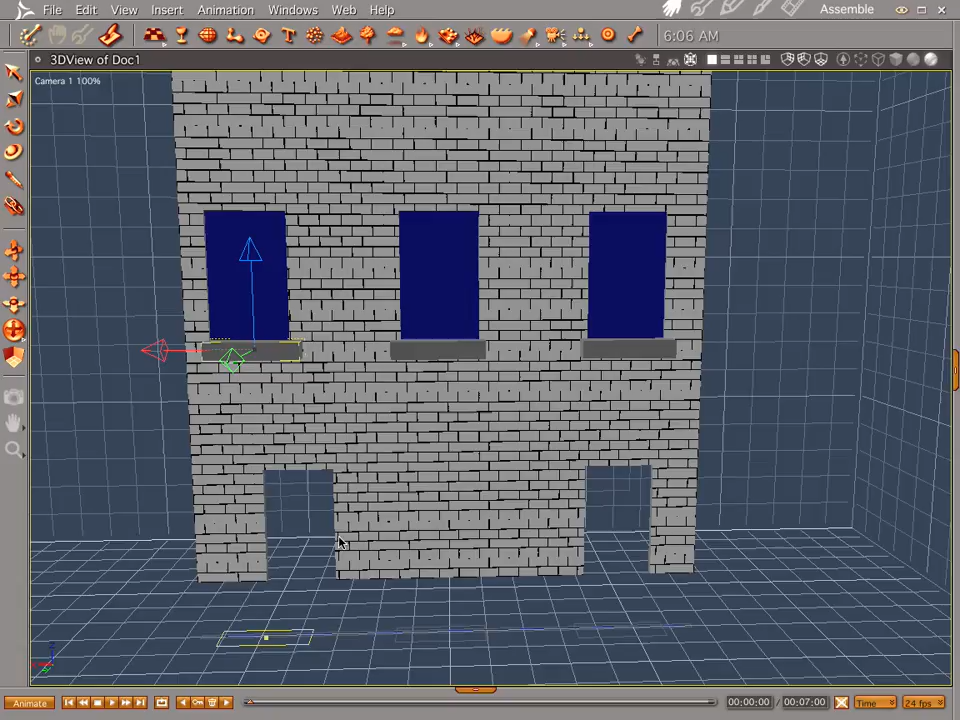 File Edit View Insert Animation Windows Web Help
Assemble
6:06 AM
3DView of Doc1
Camera 1 100%
Animate
00:00:00 / 00:07:00
Time
24 fps